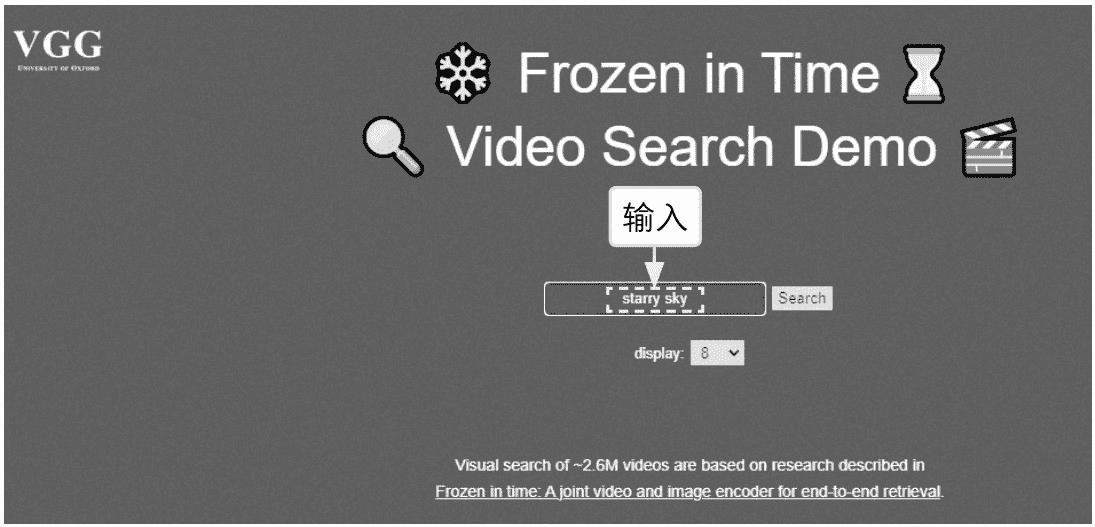 VGG
UNIVERSITY OF OXFORD
Frozen in Time
Video Search Demo
输入
starry sky Search
display: 8
Visual search of ~2.6M videos are based on research described in
Frozen in time: A joint video and image encoder for end-to-end retrieval.